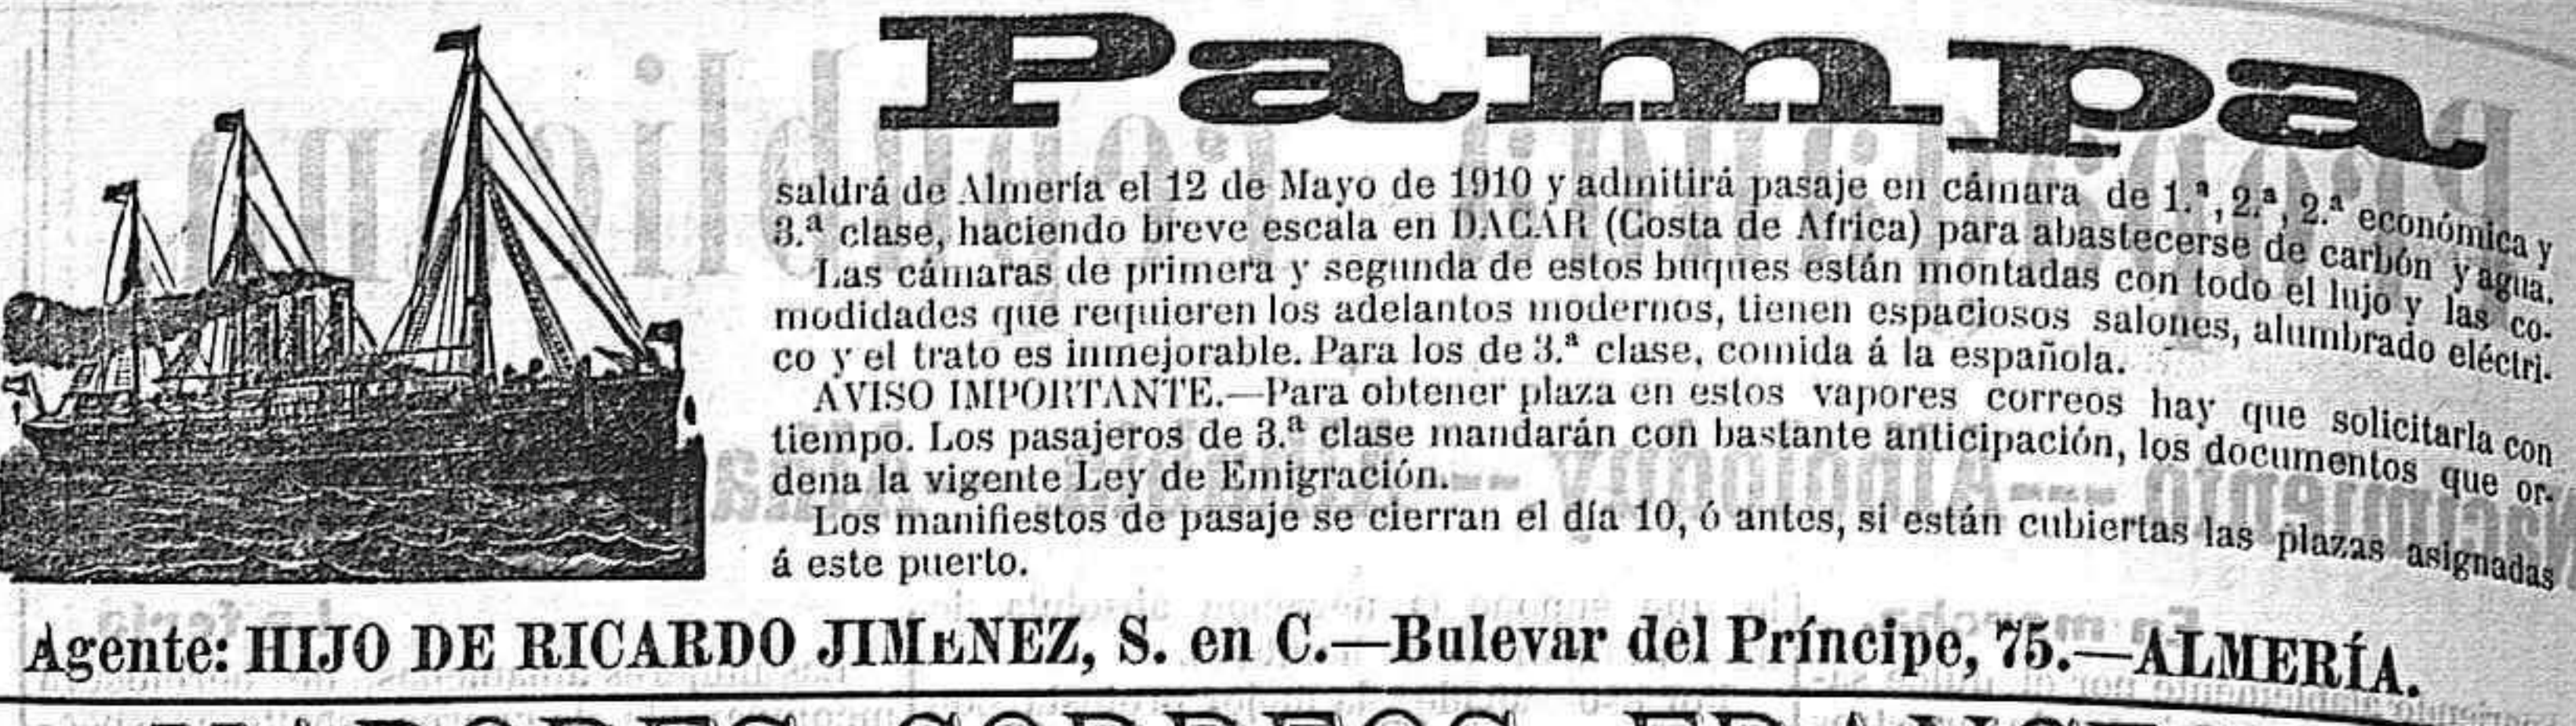 Pampa
saldrá de Almería el 12 de Mayo de 1910 y admitirá pasaje en cámara de 1.ª, 2.ª, 2.ª económica y
3.ª clase, haciendo breve escala en DACAR (Costa de Africa) para abastecerse de carbón y agua.
Las cámaras de primera y segunda de estos buques están montadas con todo el lujo y las co-
modidades que requieren los adelantos modernos, tienen espaciosos salones, alumbrado eléctri-
co y el trato es inmejorable. Para los de 3.ª clase, comida á la española.
AVISO IMPORTANTE.—Para obtener plaza en estos vapores correos hay que solicitarla con
tiempo. Los pasajeros de 3.ª clase mandarán con bastante anticipación, los documentos que or-
dena la vigente Ley de Emigración.
Los manifiestos de pasaje se cierran el día 10, ó antes, si están cubiertas las plazas asignadas
á este puerto.
Agente: HIJO DE RICARDO JIMENEZ, S. en C.—Bulevar del Príncipe, 75.—ALMERÍA.